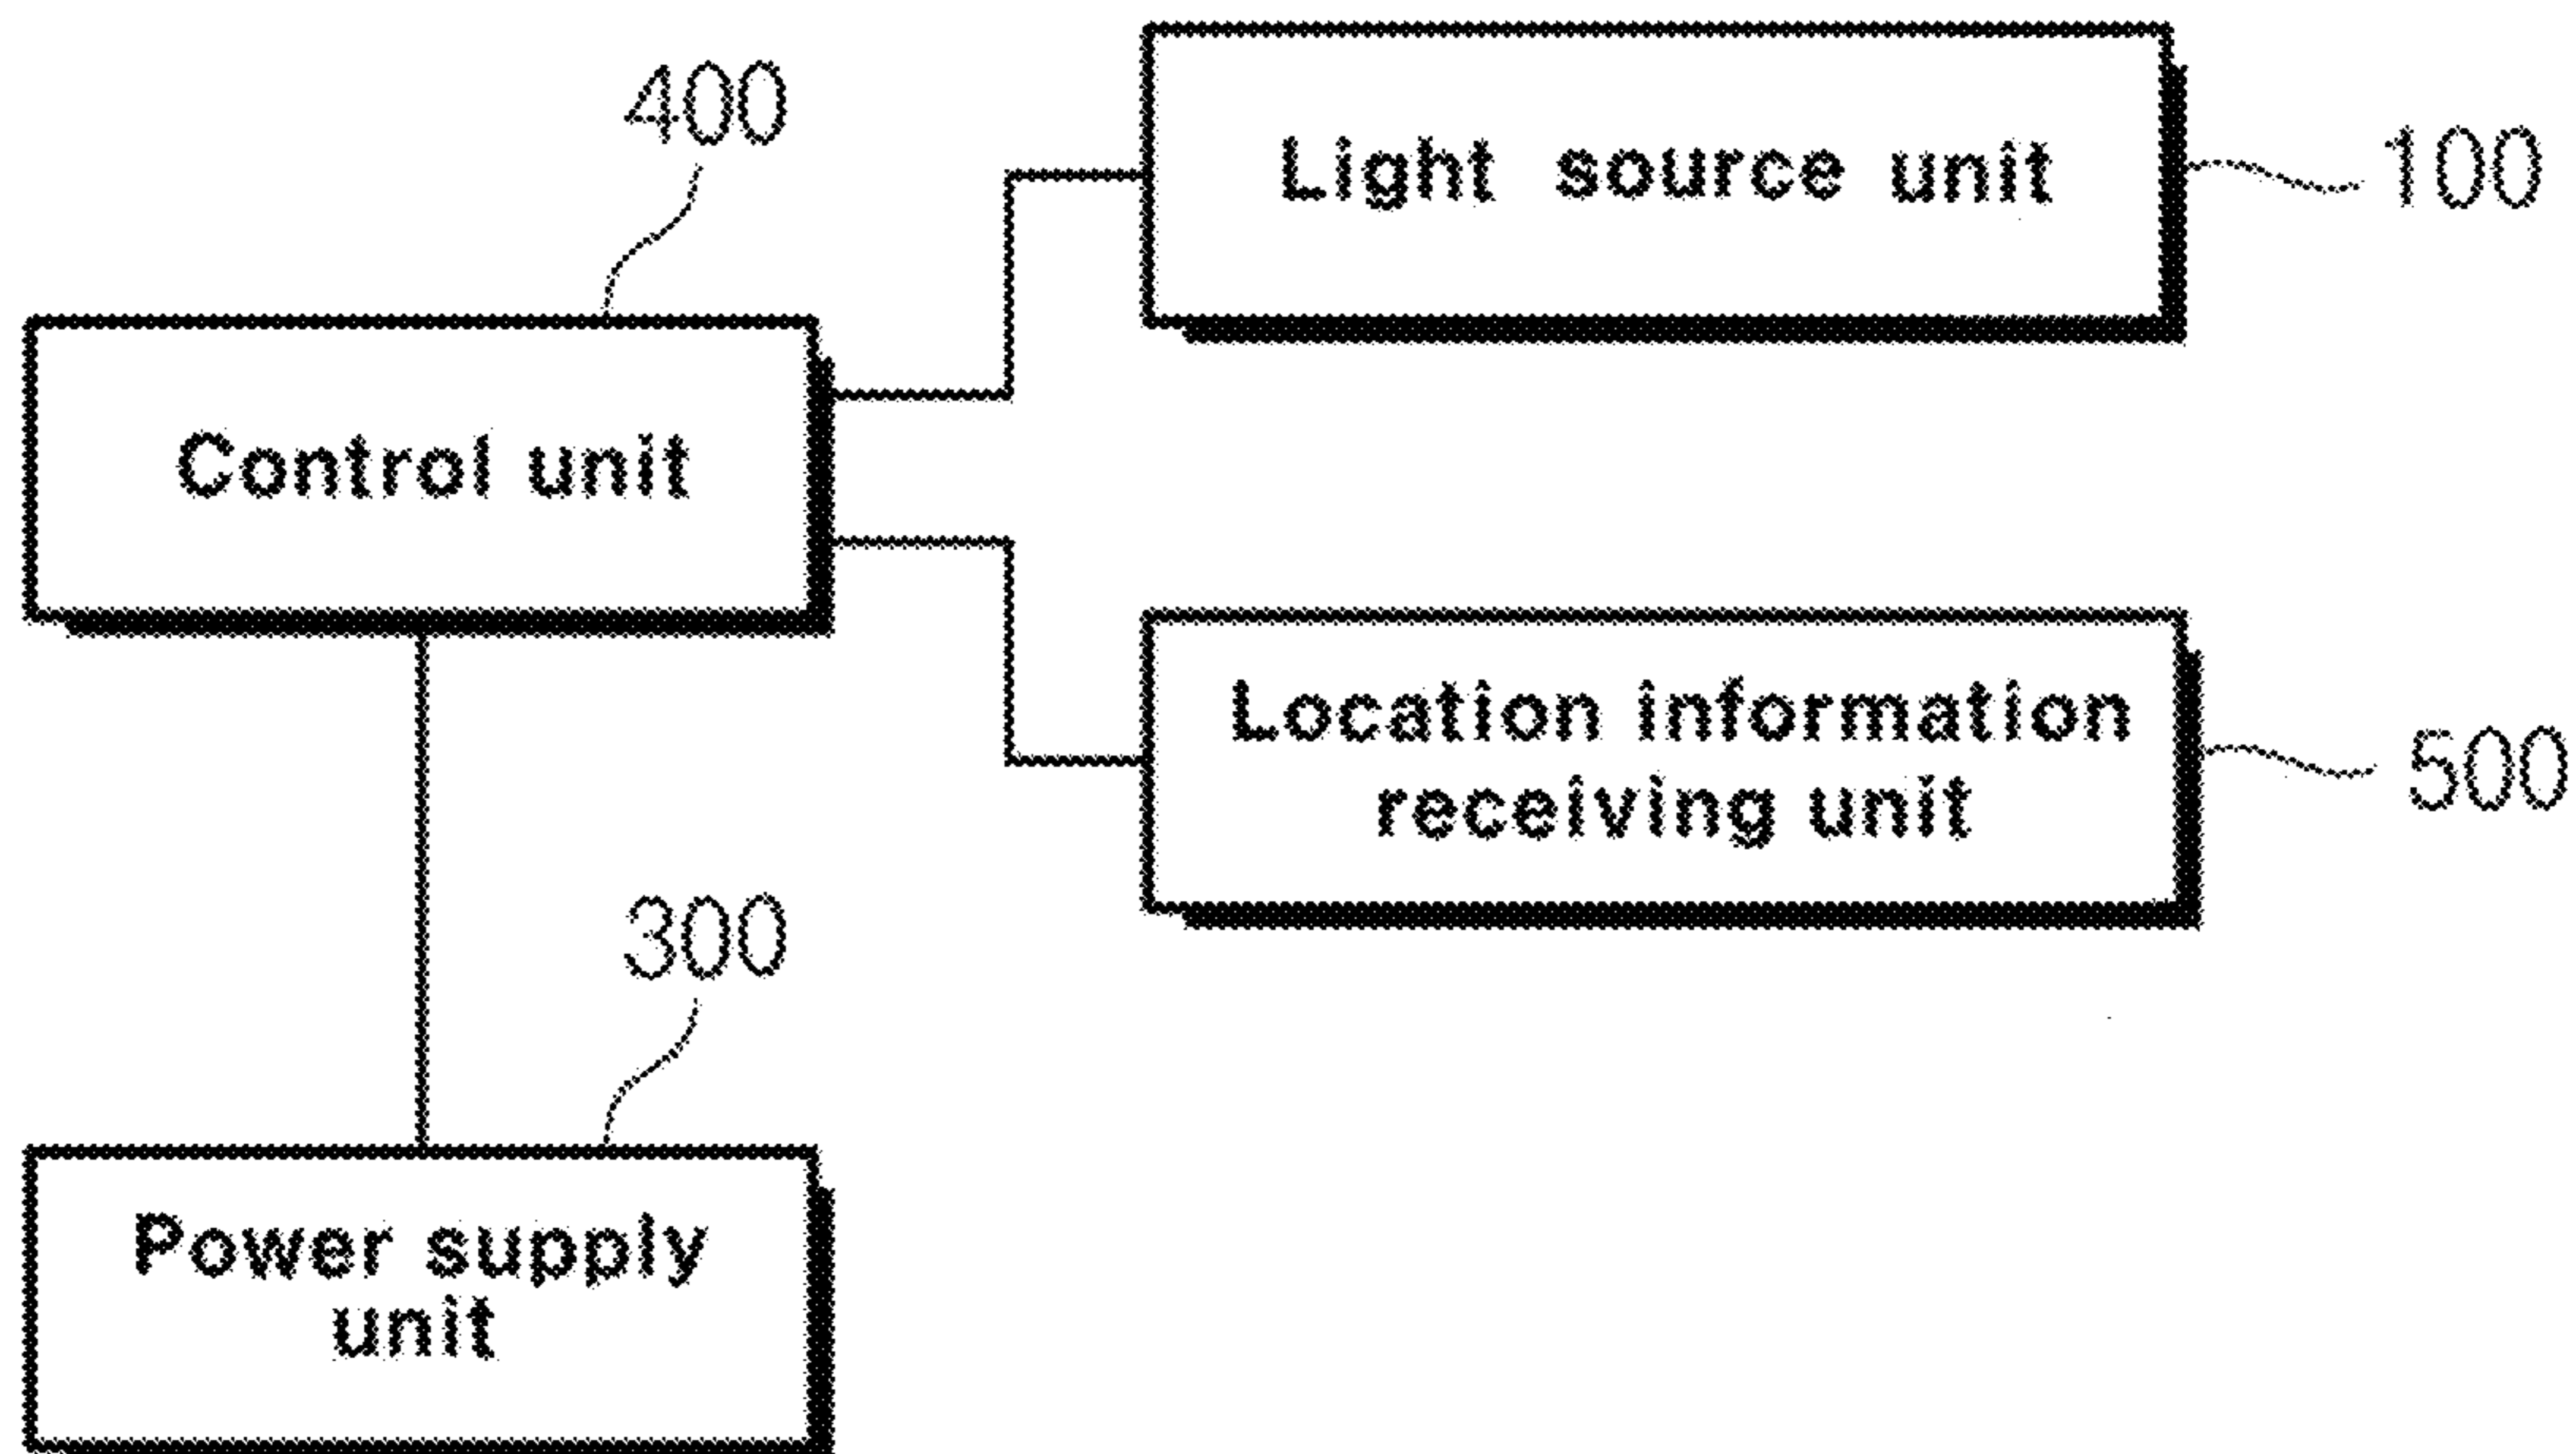 400
Light source unit
100
Control unit
Location information
receiving unit
500
300
Power supply
unit